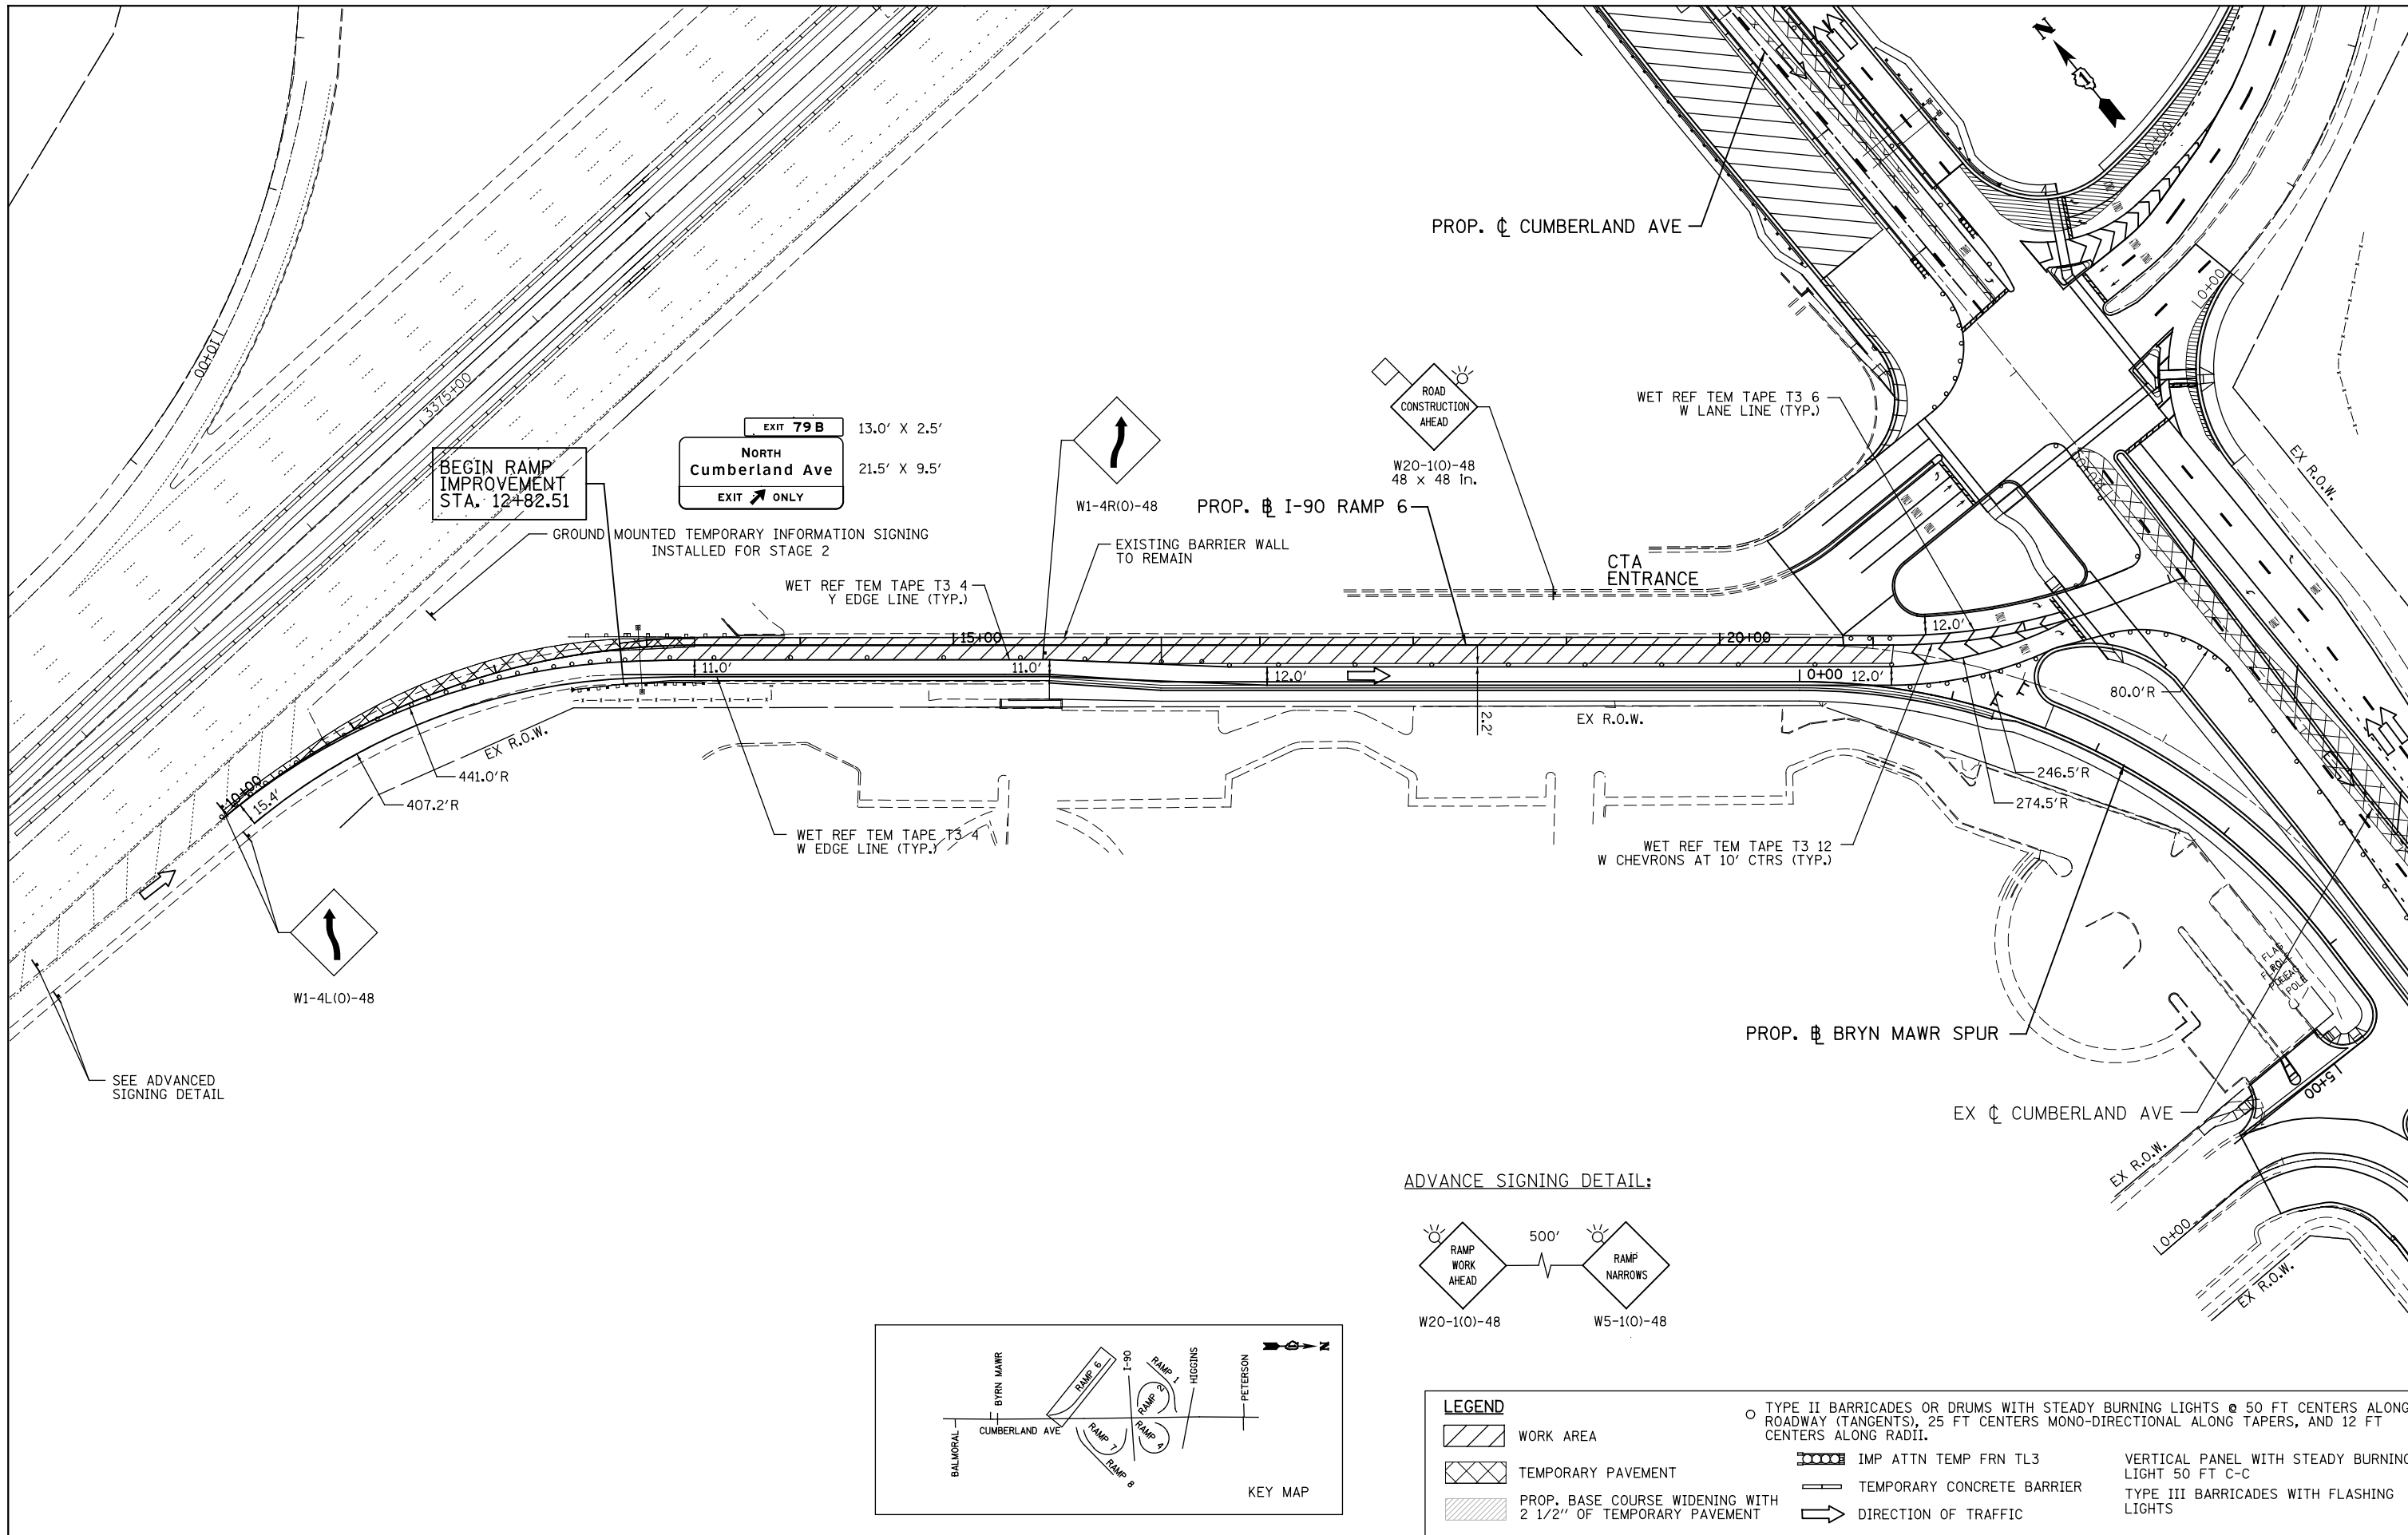 N
1
PROP. ℄ CUMBERLAND AVE
10+00
3375+00
0+00
EXIT 79 B
13.0' X 2.5'
NORTH
Cumberland Ave
21.5' X 9.5'
EXIT ONLY
BEGIN RAMP
IMPROVEMENT
STA. 12+82.51
GROUND MOUNTED TEMPORARY INFORMATION SIGNING
INSTALLED FOR STAGE 2
W1-4R(O)-48
ROAD
CONSTRUCTION
AHEAD
W20-1(O)-48
48 x 48 In.
WET REF TEM TAPE T3 6
W LANE LINE (TYP.)
EX R.O.W.
PROP. B̲L I-90 RAMP 6
EXISTING BARRIER WALL
TO REMAIN
WET REF TEM TAPE T3 4
Y EDGE LINE (TYP.)
CTA
ENTRANCE
15+00
20+00
12.0'
11.0'
11.0'
12.0'
0+00
12.0'
80.0'R
2.2'
EX R.O.W.
EX R.O.W.
10+00
15.4'
441.0'R
407.2'R
246.5'R
274.5'R
WET REF TEM TAPE T3 4
W EDGE LINE (TYP.)
WET REF TEM TAPE T3 12
W CHEVRONS AT 10' CTRS (TYP.)
W1-4L(O)-48
FLAG
POLE
PROP. B̲L BRYN MAWR SPUR
SEE ADVANCED
SIGNING DETAIL
5+00
EX ℄ CUMBERLAND AVE
EX R.O.W.
0+00
EX R.O.W.
ADVANCE SIGNING DETAIL:
RAMP
WORK
AHEAD
500'
RAMP
NARROWS
W20-1(O)-48
W5-1(O)-48
N
BALMORAL
BYRN MAWR
CUMBERLAND AVE
RAMP 6
I-90
RAMP 1
RAMP 2
HIGGINS
PETERSON
RAMP 7
RAMP 4
RAMP 8
KEY MAP
LEGEND
WORK AREA
TEMPORARY PAVEMENT
PROP. BASE COURSE WIDENING WITH
2 1/2" OF TEMPORARY PAVEMENT
TYPE II BARRICADES OR DRUMS WITH STEADY BURNING LIGHTS @ 50 FT CENTERS ALONG
ROADWAY (TANGENTS), 25 FT CENTERS MONO-DIRECTIONAL ALONG TAPERS, AND 12 FT
CENTERS ALONG RADII.
IMP ATTN TEMP FRN TL3
TEMPORARY CONCRETE BARRIER
DIRECTION OF TRAFFIC
VERTICAL PANEL WITH STEADY BURNING
LIGHT 50 FT C-C
TYPE III BARRICADES WITH FLASHING
LIGHTS